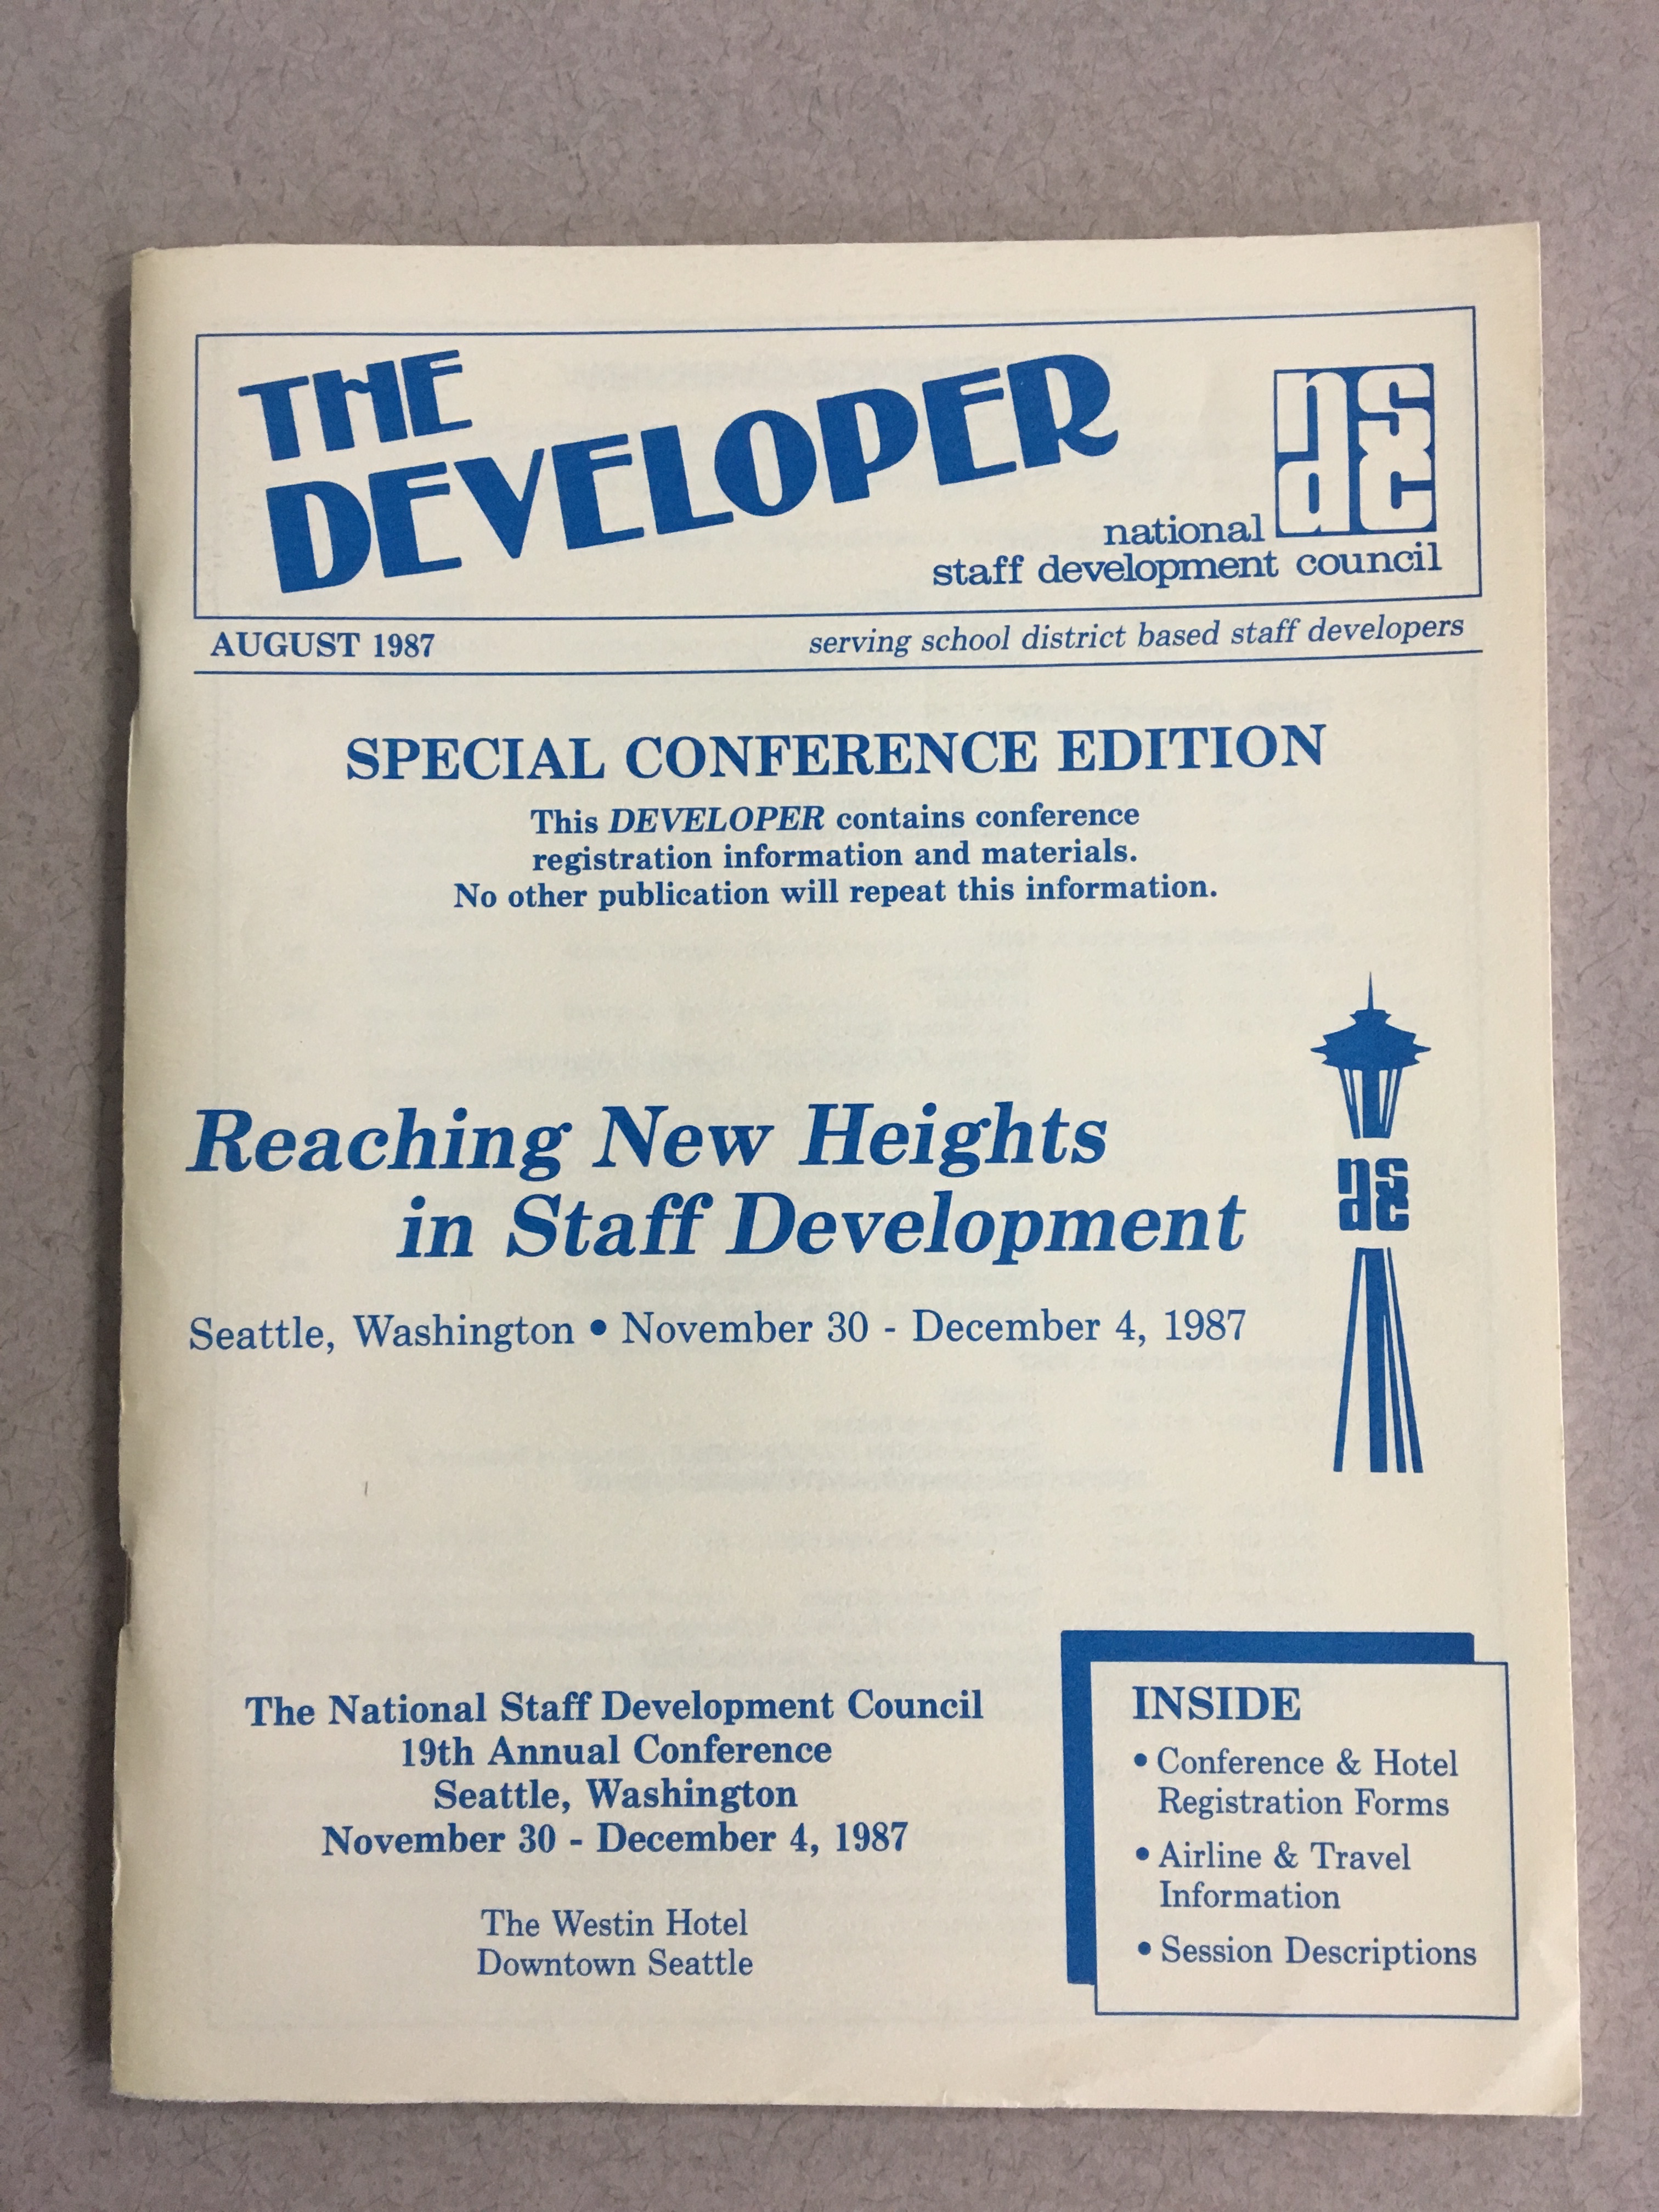 THE
DEVELOPER
nsdc
national
staff development council
AUGUST 1987
serving school district based staff developers
SPECIAL CONFERENCE EDITION
This DEVELOPER contains conference
registration information and materials.
No other publication will repeat this information.
Reaching New Heights
in Staff Development
nsdc
Seattle, Washington • November 30 - December 4, 1987
The National Staff Development Council
19th Annual Conference
Seattle, Washington
November 30 - December 4, 1987
The Westin Hotel
Downtown Seattle
INSIDE
• Conference & Hotel
Registration Forms
• Airline & Travel
Information
• Session Descriptions